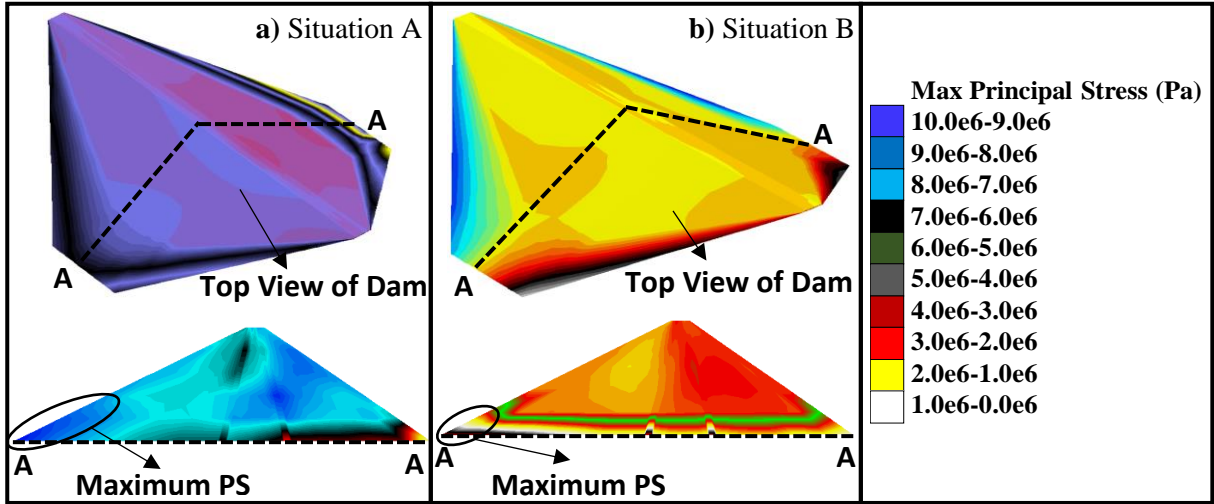 a) Situation A
A
A
Top View of Dam
A
A
Maximum PS
b) Situation B
A
A
Top View of Dam
A
A
Maximum PS
Max Principal Stress (Pa)
10.0e6-9.0e6
9.0e6-8.0e6
8.0e6-7.0e6
7.0e6-6.0e6
6.0e6-5.0e6
5.0e6-4.0e6
4.0e6-3.0e6
3.0e6-2.0e6
2.0e6-1.0e6
1.0e6-0.0e6